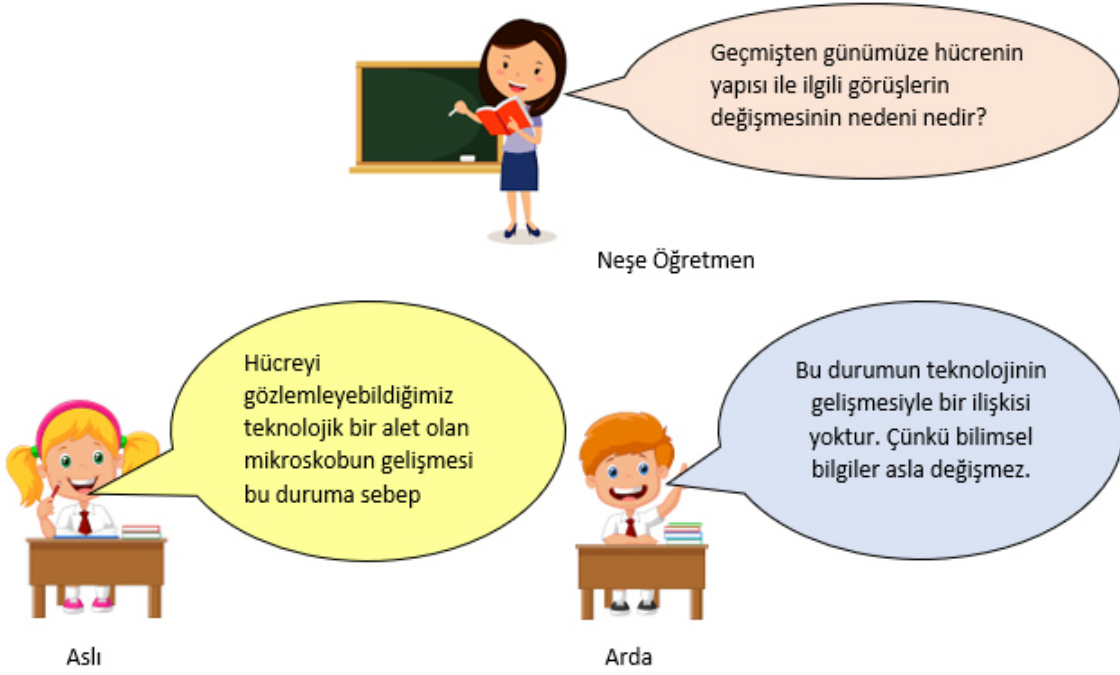 Geçmişten günümüze hücrenin
yapısı ile ilgili görüşlerin
değişmesinin nedeni nedir?
Neşe Öğretmen
Hücreyi
gözlemleyebildiğimiz
teknolojik bir alet olan
mikroskobun gelişmesi
bu duruma sebep
Bu durumun teknolojinin
gelişmesiyle bir ilişkisi
yoktur. Çünkü bilimsel
bilgiler asla değişmez.
Aslı
Arda